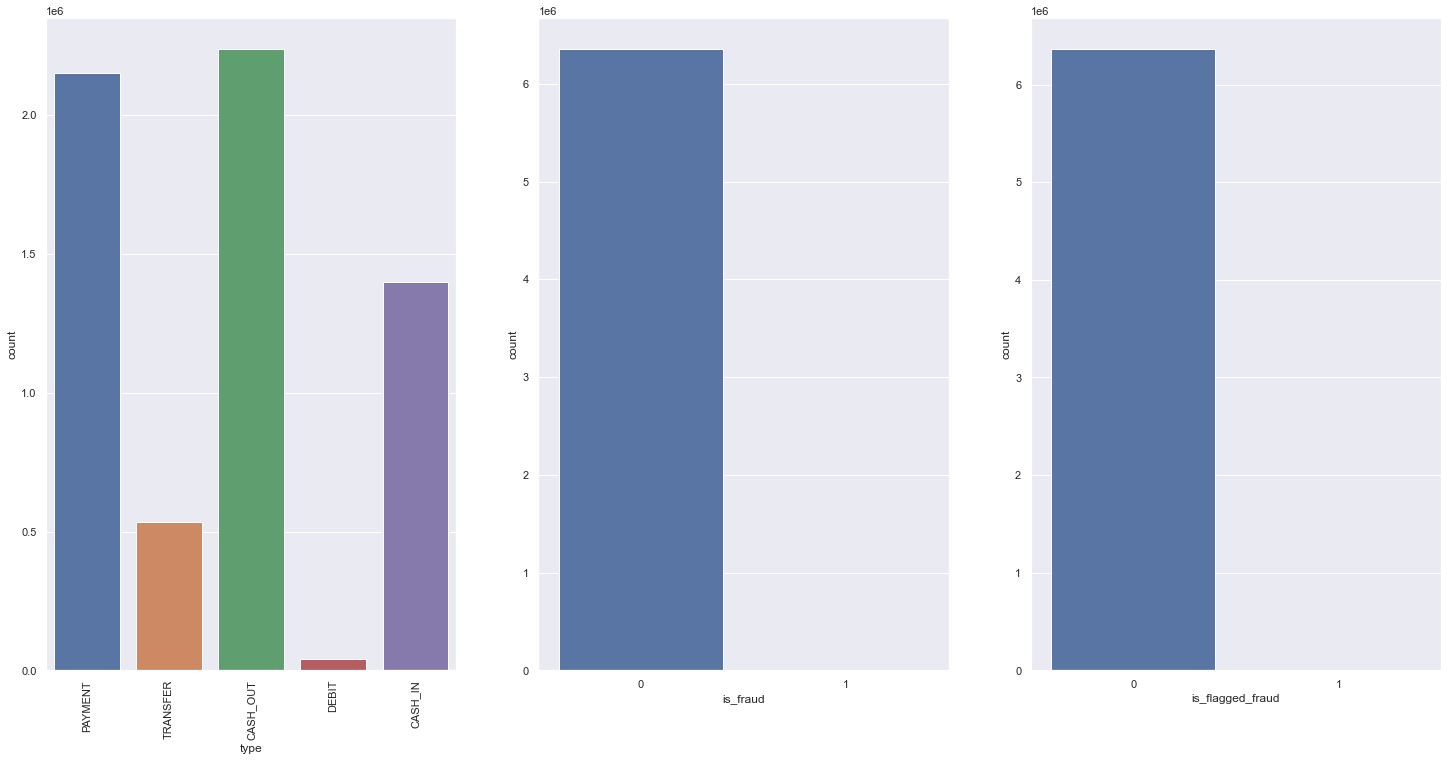 1e6
2.0
1.5
1.0
0.5
0.0
count
PAYMENT
TRANSFER
CASH_OUT
DEBIT
CASH_IN
type
1e6
6
5
4
3
2
1
0
count
0
1
is_fraud
1e6
6
5
4
3
2
1
0
count
0
1
is_flagged_fraud